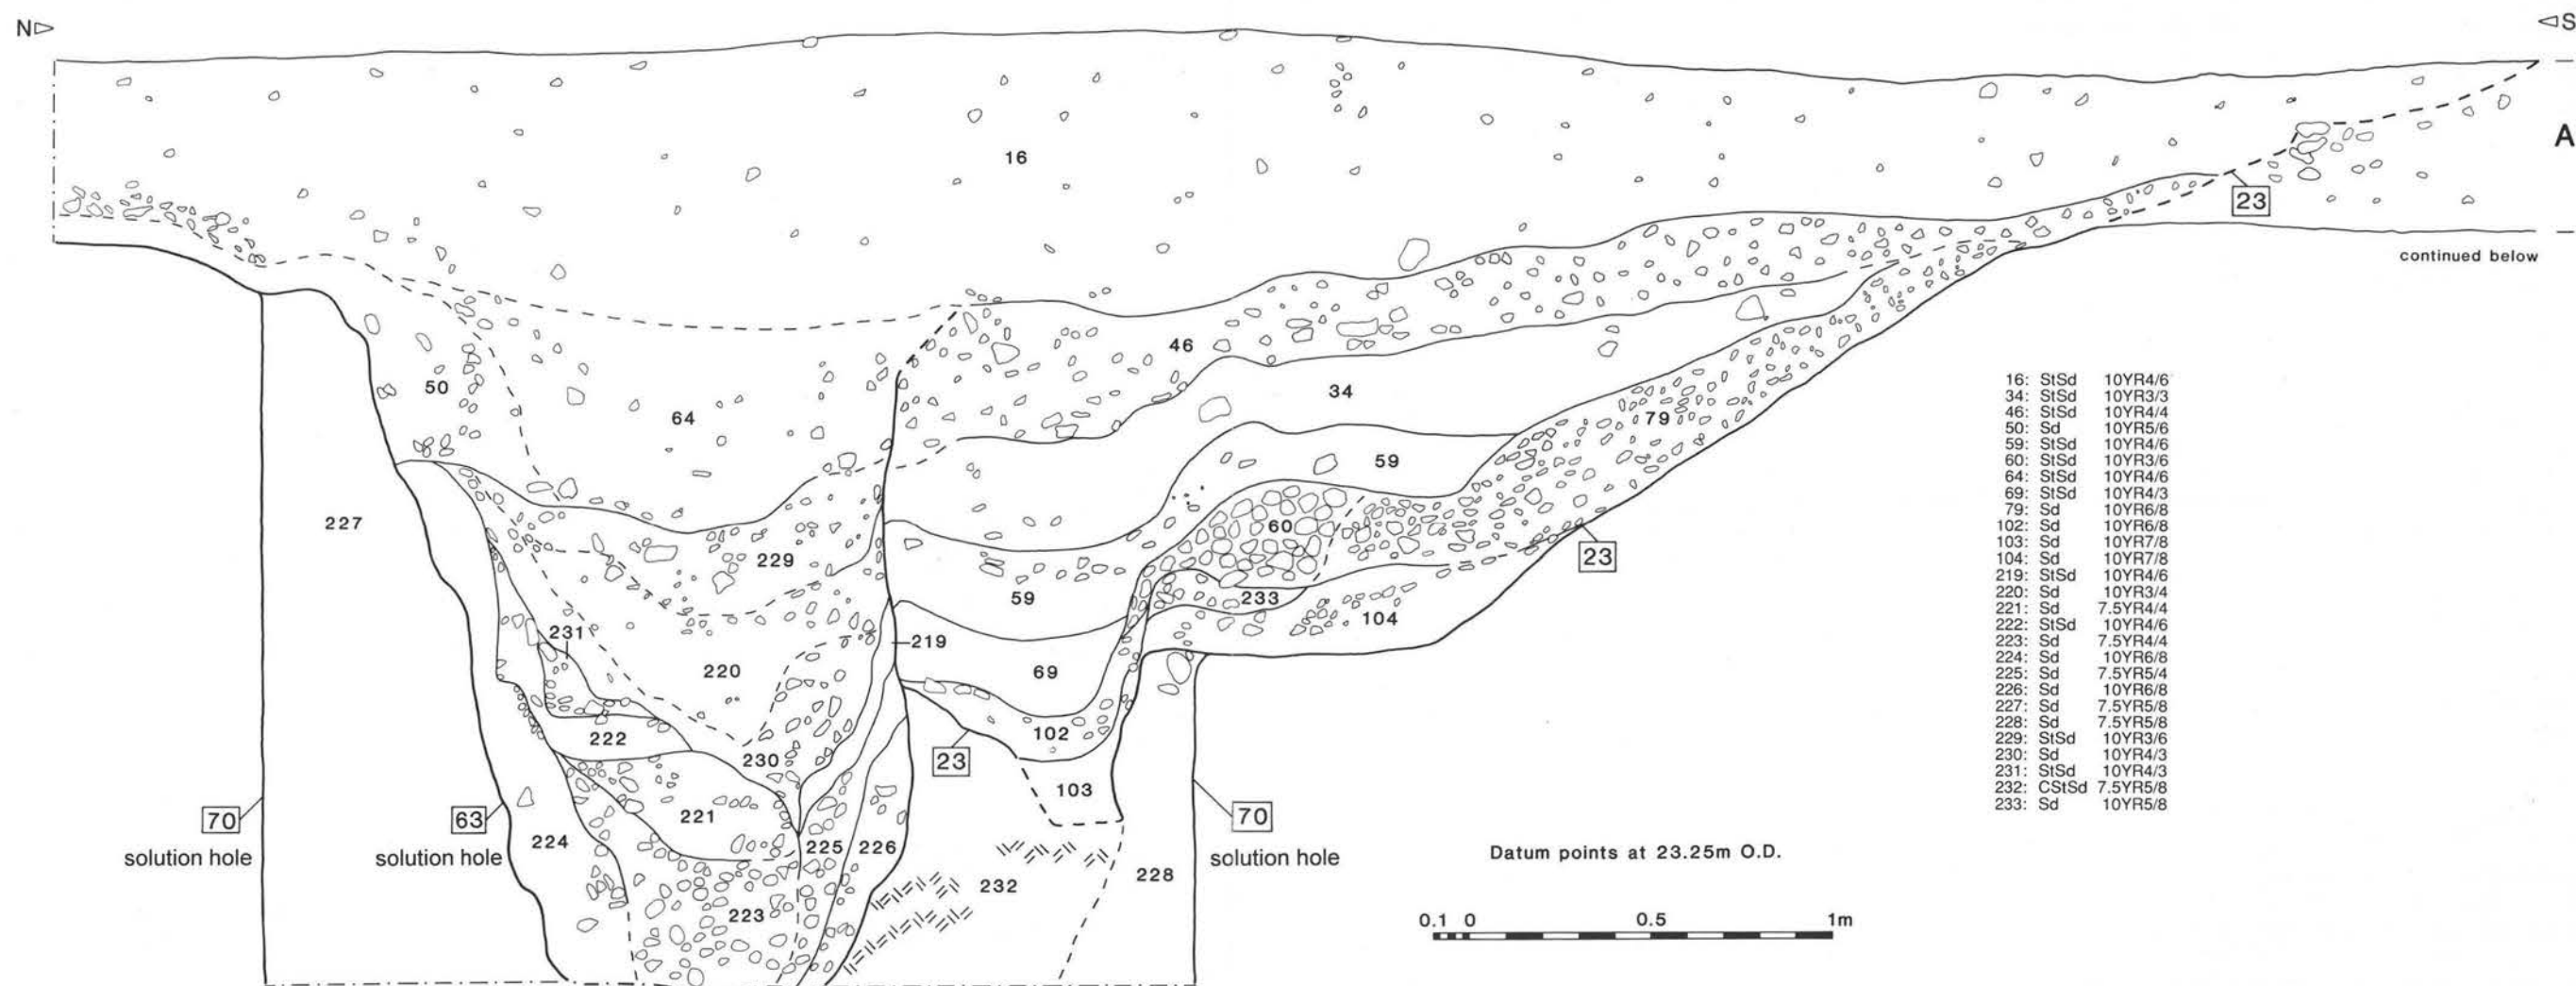 N
S
16
A
23
continued below
46
50
34
64
79
59
227
60
229
23
59
233
104
231
219
220
69
222
102
230
23
103
70
63
221
70
224
225
226
solution hole
solution hole
solution hole
228
232
223
16: StSd 10YR4/6
34: StSd 10YR3/3
46: StSd 10YR4/4
50: Sd 10YR5/6
59: StSd 10YR4/6
60: StSd 10YR3/6
64: StSd 10YR4/6
69: StSd 10YR4/3
79: Sd 10YR6/8
102: Sd 10YR6/8
103: Sd 10YR7/8
104: Sd 10YR7/8
219: StSd 10YR4/6
220: Sd 10YR3/4
221: Sd 7.5YR4/4
222: StSd 10YR4/6
223: Sd 7.5YR4/4
224: Sd 10YR6/8
225: Sd 7.5YR5/4
226: Sd 10YR6/8
227: Sd 7.5YR5/8
228: Sd 7.5YR5/8
229: StSd 10YR3/6
230: Sd 10YR4/3
231: StSd 10YR4/3
232: CStSd 7.5YR5/8
233: Sd 10YR5/8
Datum points at 23.25m O.D.
0.1 0 0.5 1m